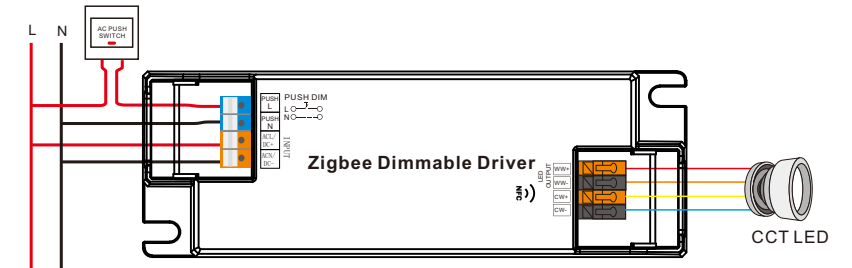 L N
AC PUSH
SWITCH
PUSH
L
PUSH
N
ACL/
DC+
ACN/
DC-
INPUT
PUSH DIM
L
N
Zigbee Dimmable Driver
NFC
LED
OUTPUT
WW+
WW-
CW+
CW-
CCT LED